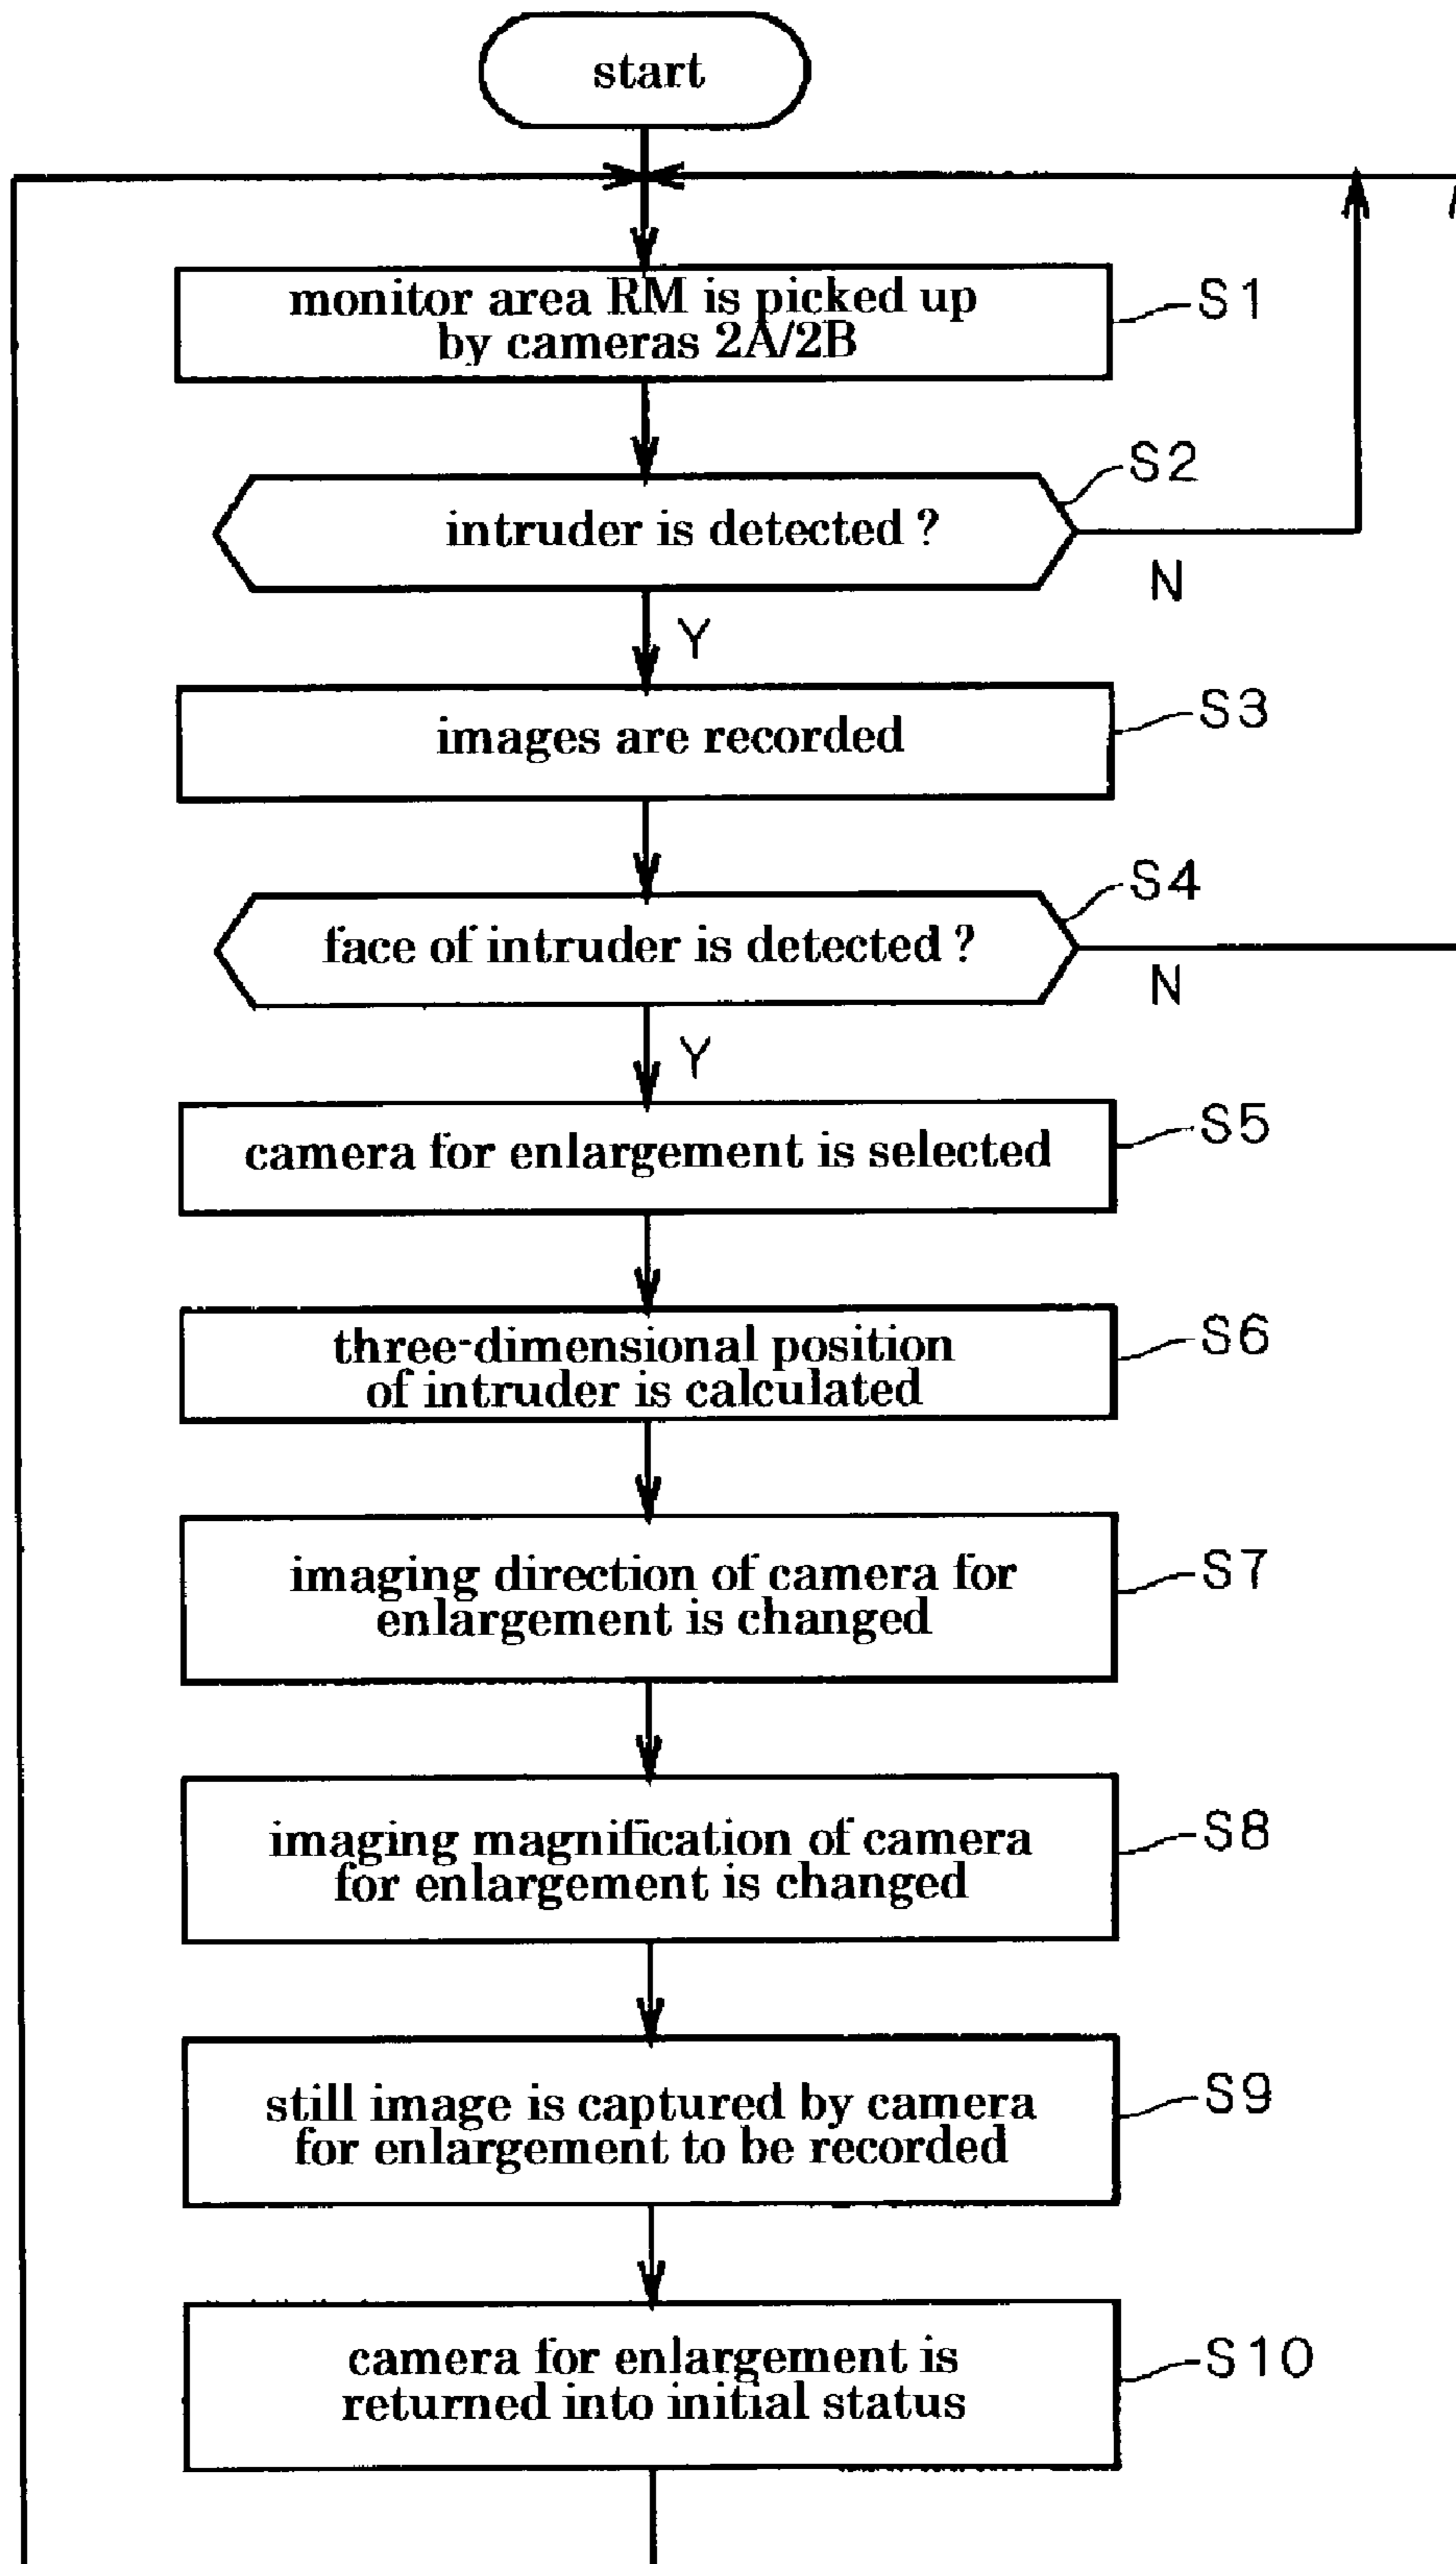 start
monitor area RM is picked up
by cameras 2A/2B
S1
intruder is detected ?
S2
N
Y
images are recorded
S3
face of intruder is detected ?
S4
N
Y
camera for enlargement is selected
S5
three-dimensional position
of intruder is calculated
S6
imaging direction of camera for
enlargement is changed
S7
imaging magnification of camera
for enlargement is changed
S8
still image is captured by camera
for enlargement to be recorded
S9
camera for enlargement is
returned into initial status
S10